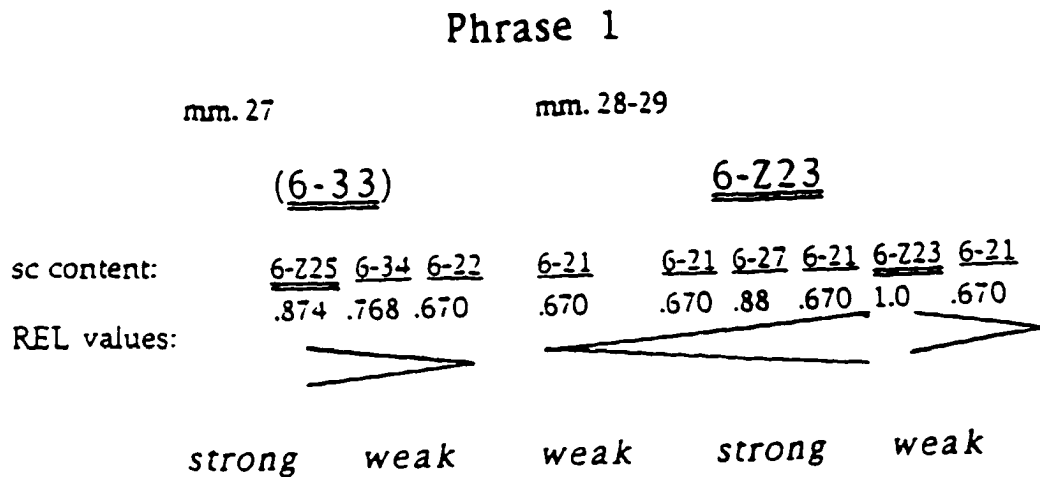 Phrase 1
mm. 27 mm. 28-29
(6-33) 6-Z23
sc content: 6-Z25 6-34 6-22 6-21 6-21 6-27 6-21 6-Z23 6-21
.874 .768 .670 .670 .670 .88 .670 1.0 .670
REL values:
strong weak weak strong weak